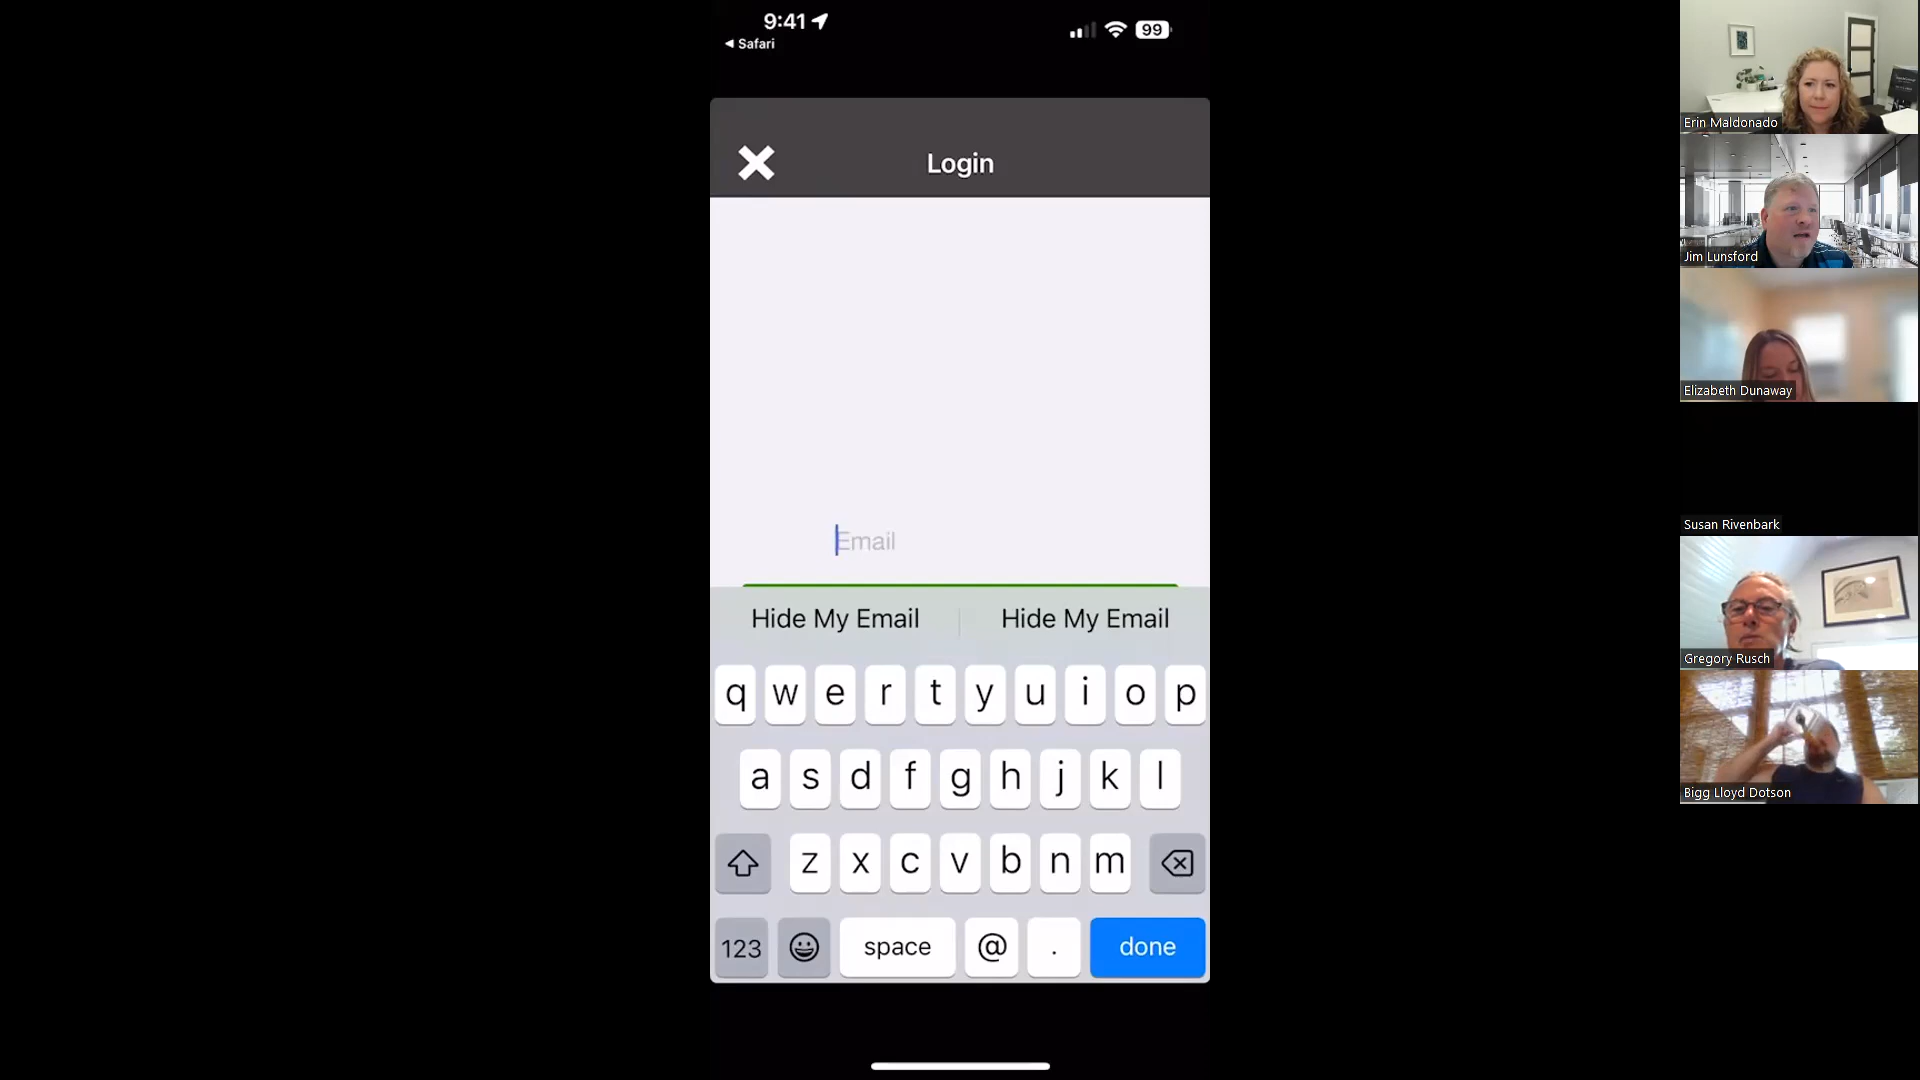 9:41
99
◀ Safari
Login
Email
Hide My Email
Hide My Email
q w e r t y u i o p
a s d f g h j k l
z x c v b n m
123
space
@
.
done
Erin Maldonado
Jim Lunsford
Elizabeth Dunaway
Susan Rivenbark
Gregory Rusch
Bigg Lloyd Dotson